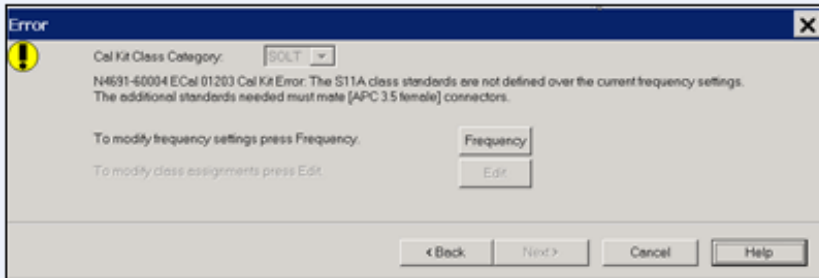 Error
Cal Kit Class Category: SOLT
N4691-60004 ECal 01203 Cal Kit Error: The S11A class standards are not defined over the current frequency settings.
The additional standards needed must mate [APC 3.5 female] connectors.
To modify frequency settings press Frequency. Frequency
To modify class assignments press Edit. Edit
< Back Next > Cancel Help